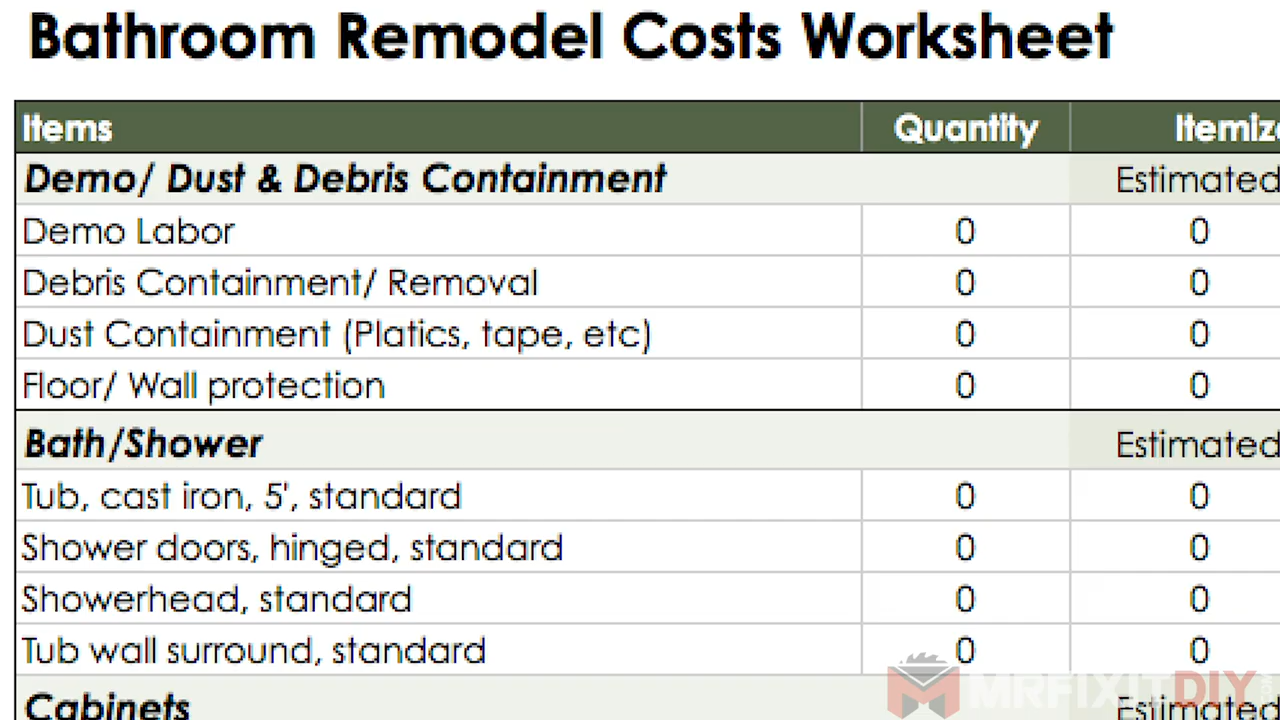 Bathroom Remodel Costs Worksheet
Items Quantity Itemiz
Demo/ Dust & Debris Containment Estimated
Demo Labor 0 0
Debris Containment/ Removal 0 0
Dust Containment (Platics, tape, etc) 0 0
Floor/ Wall protection 0 0
Bath/Shower Estimated
Tub, cast iron, 5', standard 0 0
Shower doors, hinged, standard 0 0
Showerhead, standard 0 0
Tub wall surround, standard 0 0
Cabinets Estimated
MRFIXITDIY.COM